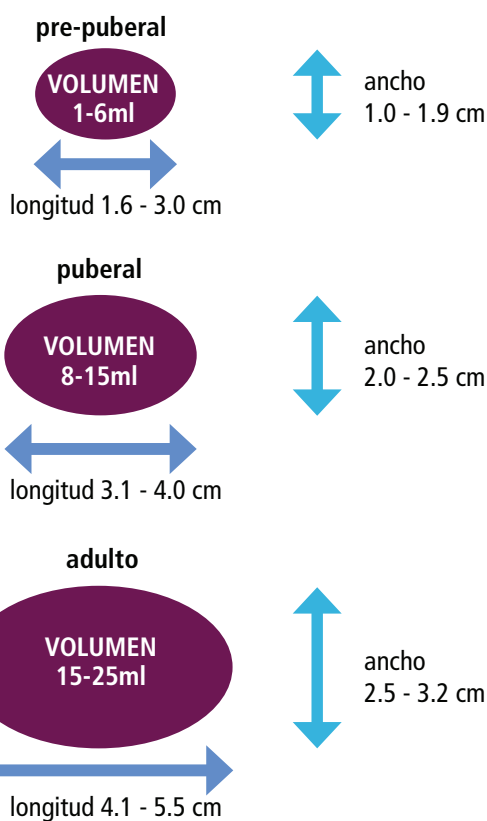 pre-puberal
VOLUMEN
1-6ml
ancho
1.0 - 1.9 cm
longitud 1.6 - 3.0 cm
puberal
VOLUMEN
8-15ml
ancho
2.0 - 2.5 cm
longitud 3.1 - 4.0 cm
adulto
VOLUMEN
15-25ml
ancho
2.5 - 3.2 cm
longitud 4.1 - 5.5 cm